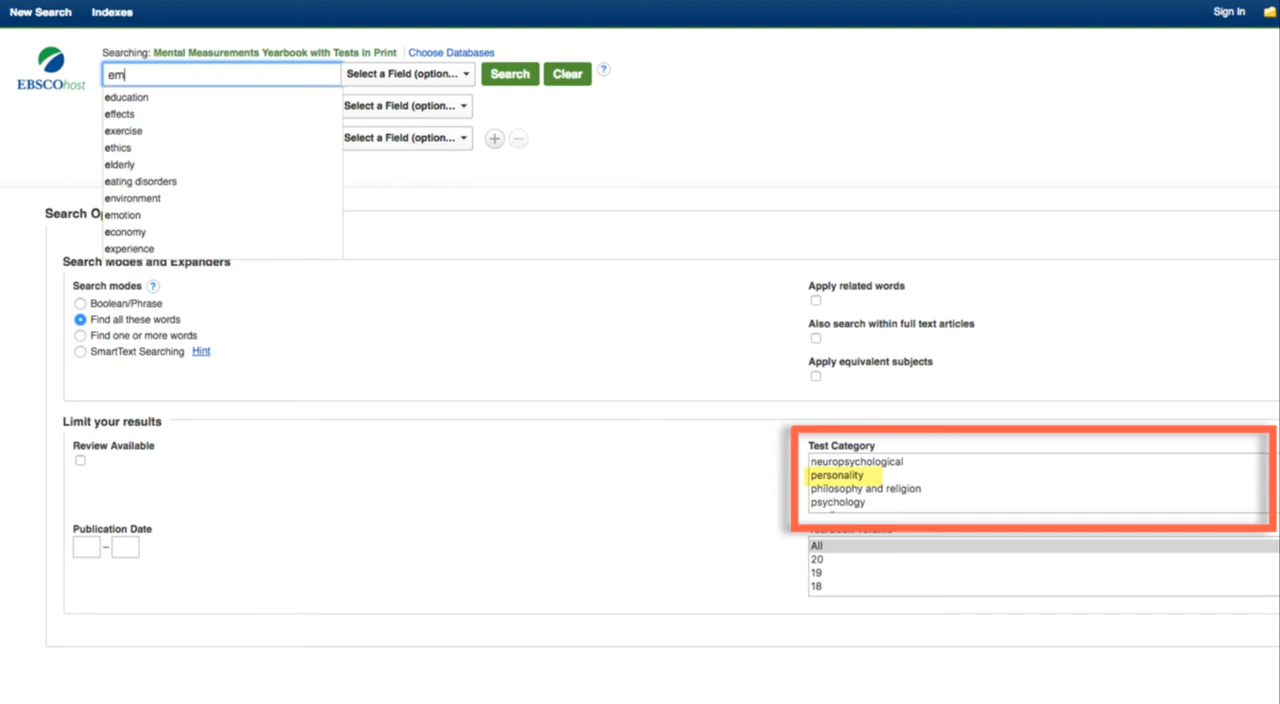 New Search Indexes Sign In
Searching: Mental Measurements Yearbook with Tests in Print Choose Databases
EBSCOhost
em Select a Field (option... Search Clear ?
Select a Field (option...
Select a Field (option...
education
effects
exercise
ethics
elderly
eating disorders
environment
emotion
economy
experience
Search Op
Search Modes and Expanders
Search modes ?
Boolean/Phrase
Find all these words
Find one or more words
SmartText Searching Hint
Apply related words
Also search within full text articles
Apply equivalent subjects
Limit your results
Review Available
Publication Date
–
Test Category
neuropsychological
personality
philosophy and religion
psychology
All
20
19
18